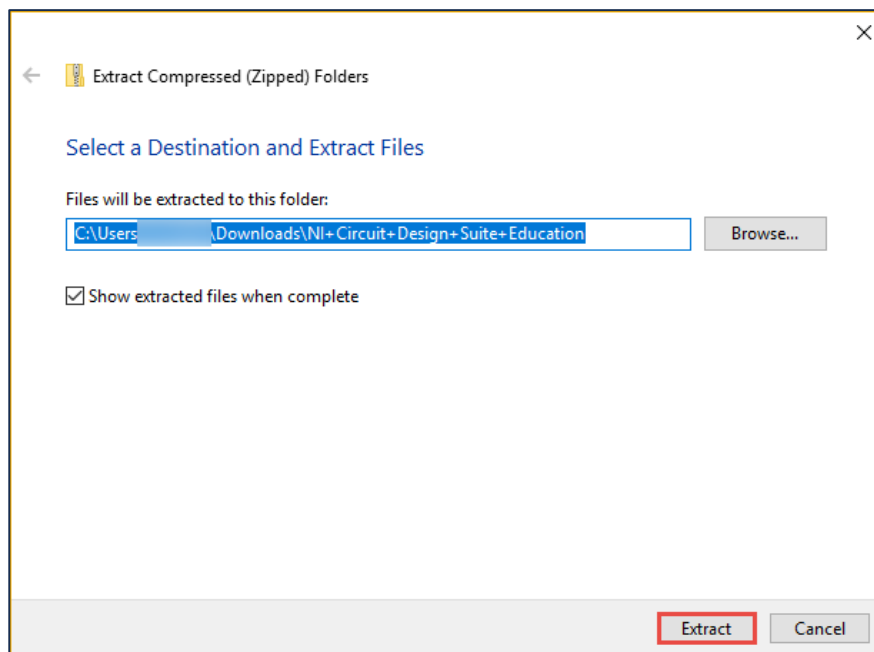 Extract Compressed (Zipped) Folders
Select a Destination and Extract Files
Files will be extracted to this folder:
C:\Users \Downloads\NI+Circuit+Design+Suite+Education
Browse...
Show extracted files when complete
Extract
Cancel